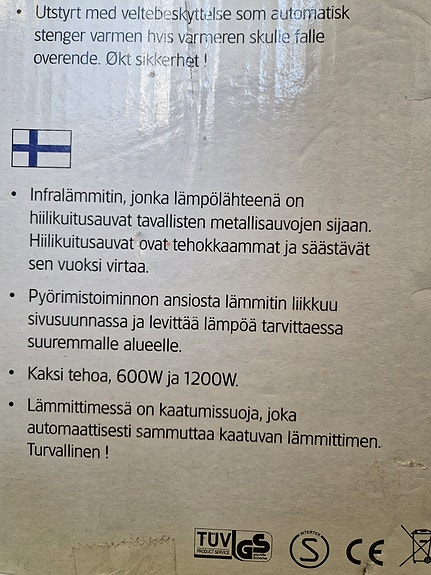 • Utstyrt med veltebeskyttelse som automatisk
stenger varmen hvis varmeren skulle falle
overende. Økt sikkerhet !
• Infralämmitin, jonka lämpölähteenä on
hiilikuitusauvat tavallisten metallisauvojen sijaan.
Hiilikuitusauvat ovat tehokkaammat ja säästävät
sen vuoksi virtaa.
• Pyörimistoiminnon ansiosta lämmitin liikkuu
sivusuunnassa ja levittää lämpöä tarvittaessa
suuremmalle alueelle.
• Kaksi tehoa, 600W ja 1200W.
• Lämmittimessä on kaatumissuoja, joka
automaattisesti sammuttaa kaatuvan lämmittimen.
Turvallinen !
TÜV GS
PRODUCT SERVICE
INTERTEK
S
CE